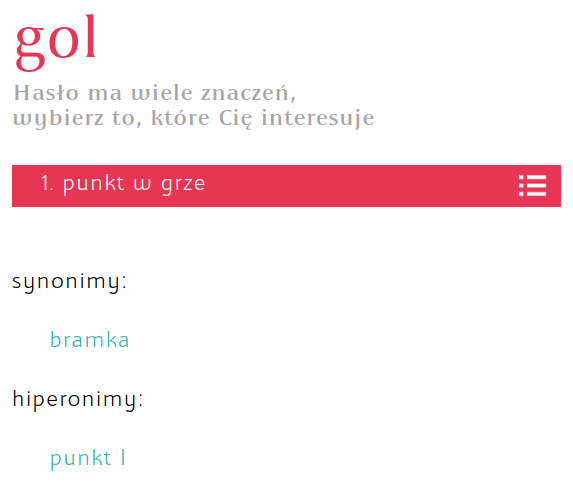 gol
Hasło ma wiele znaczeń,
wybierz to, które Cię interesuje
1. punkt w grze
synonimy:
bramka
hiperonimy:
punkt I